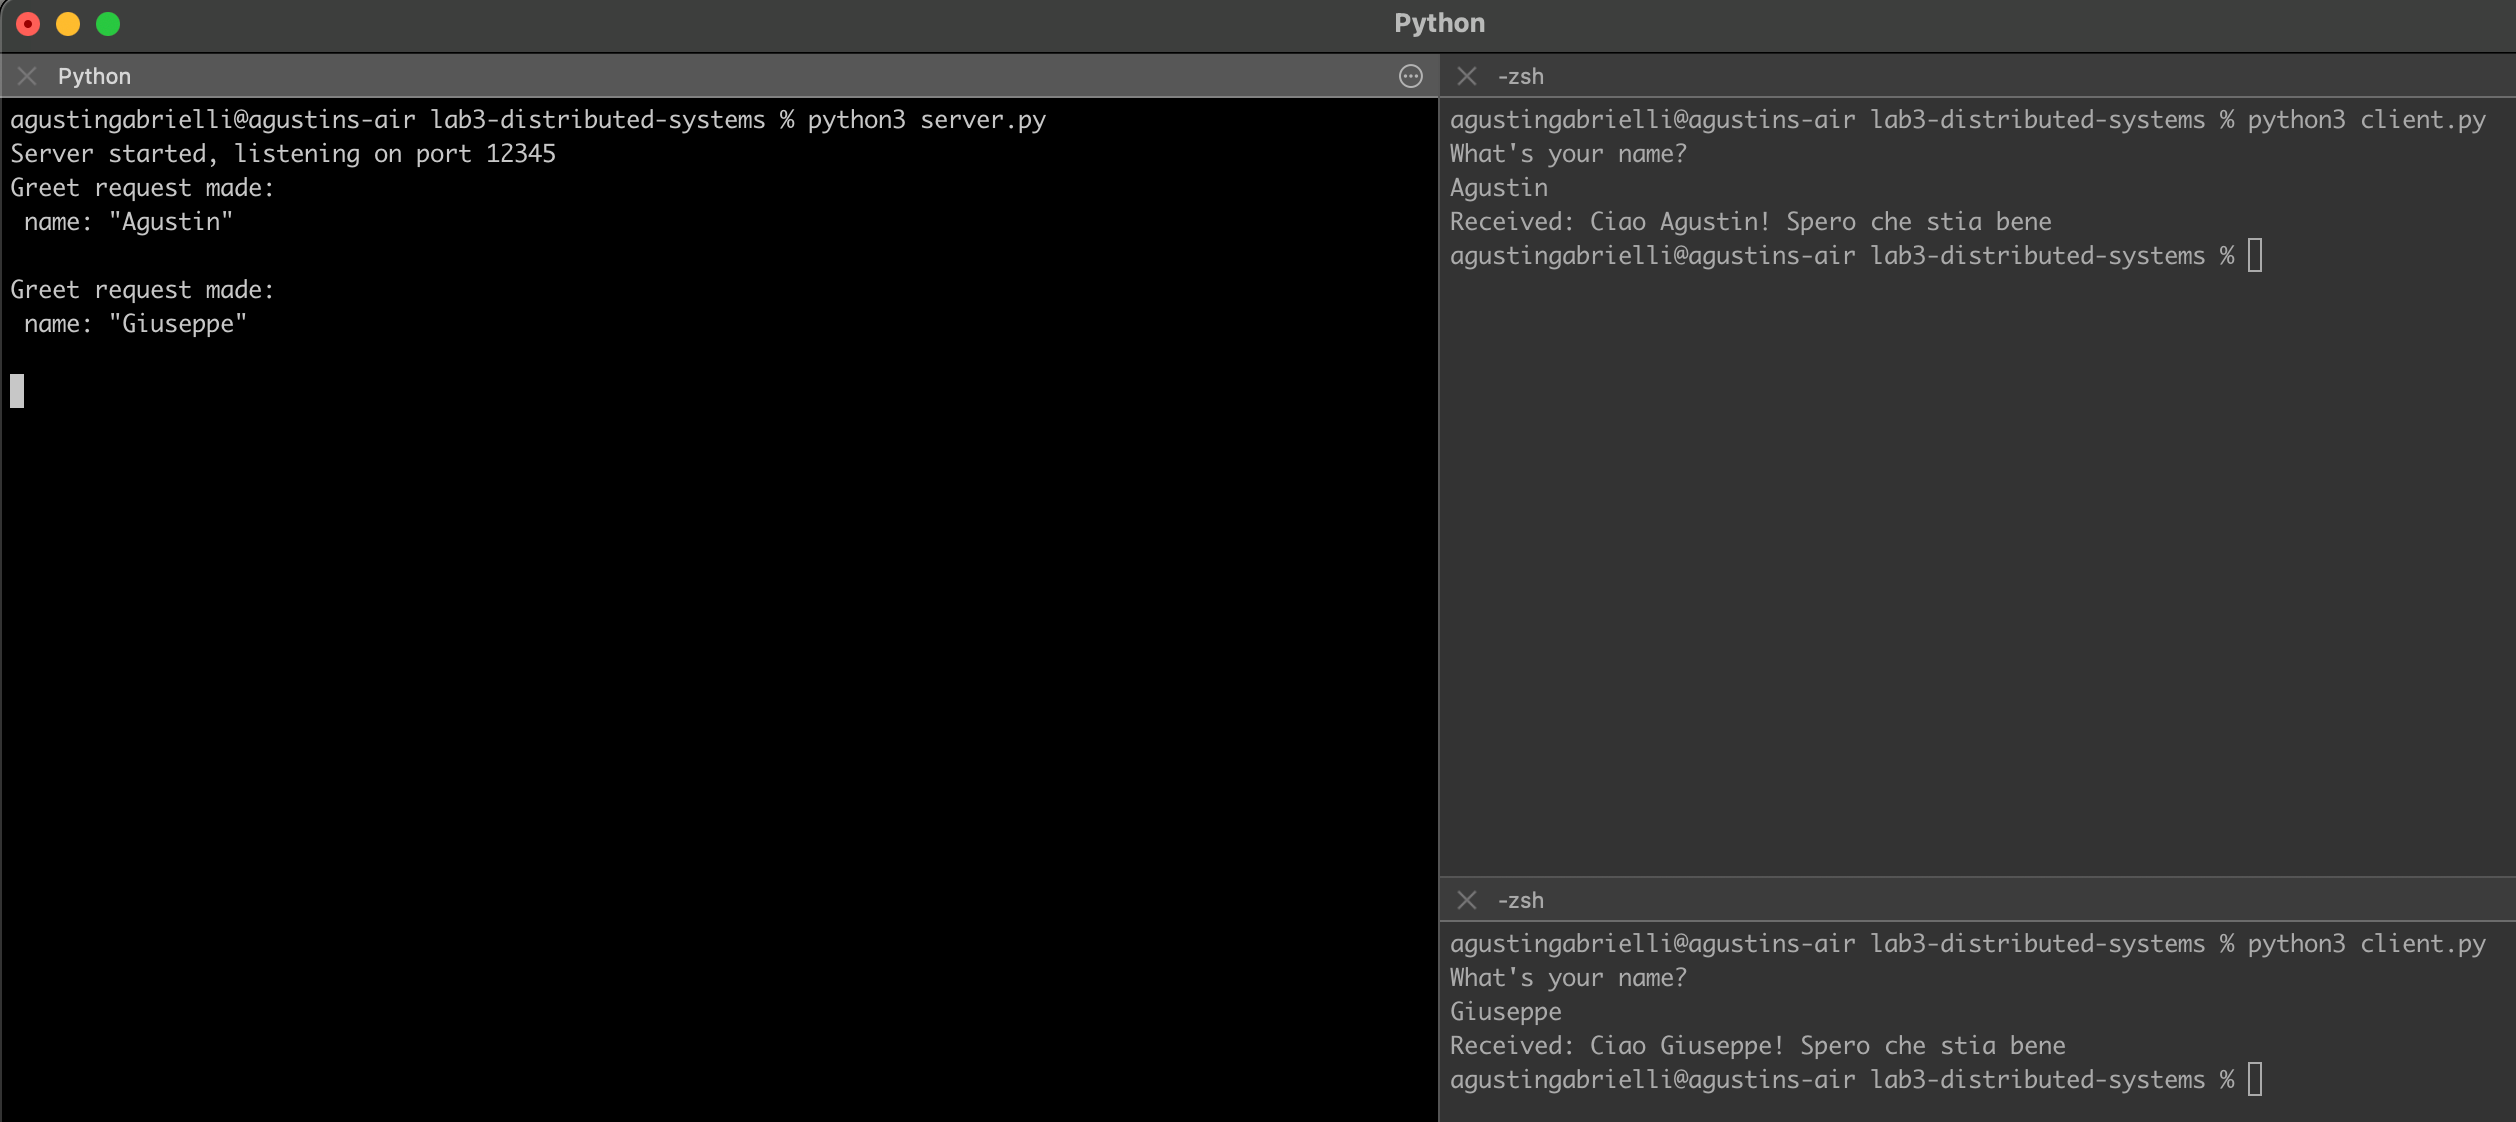 Python
Python
agustingabrielli@agustins-air lab3-distributed-systems % python3 server.py
Server started, listening on port 12345
Greet request made:
 name: "Agustin"
Greet request made:
 name: "Giuseppe"
-zsh
agustingabrielli@agustins-air lab3-distributed-systems % python3 client.py
What's your name?
Agustin
Received: Ciao Agustin! Spero che stia bene
agustingabrielli@agustins-air lab3-distributed-systems %
-zsh
agustingabrielli@agustins-air lab3-distributed-systems % python3 client.py
What's your name?
Giuseppe
Received: Ciao Giuseppe! Spero che stia bene
agustingabrielli@agustins-air lab3-distributed-systems %